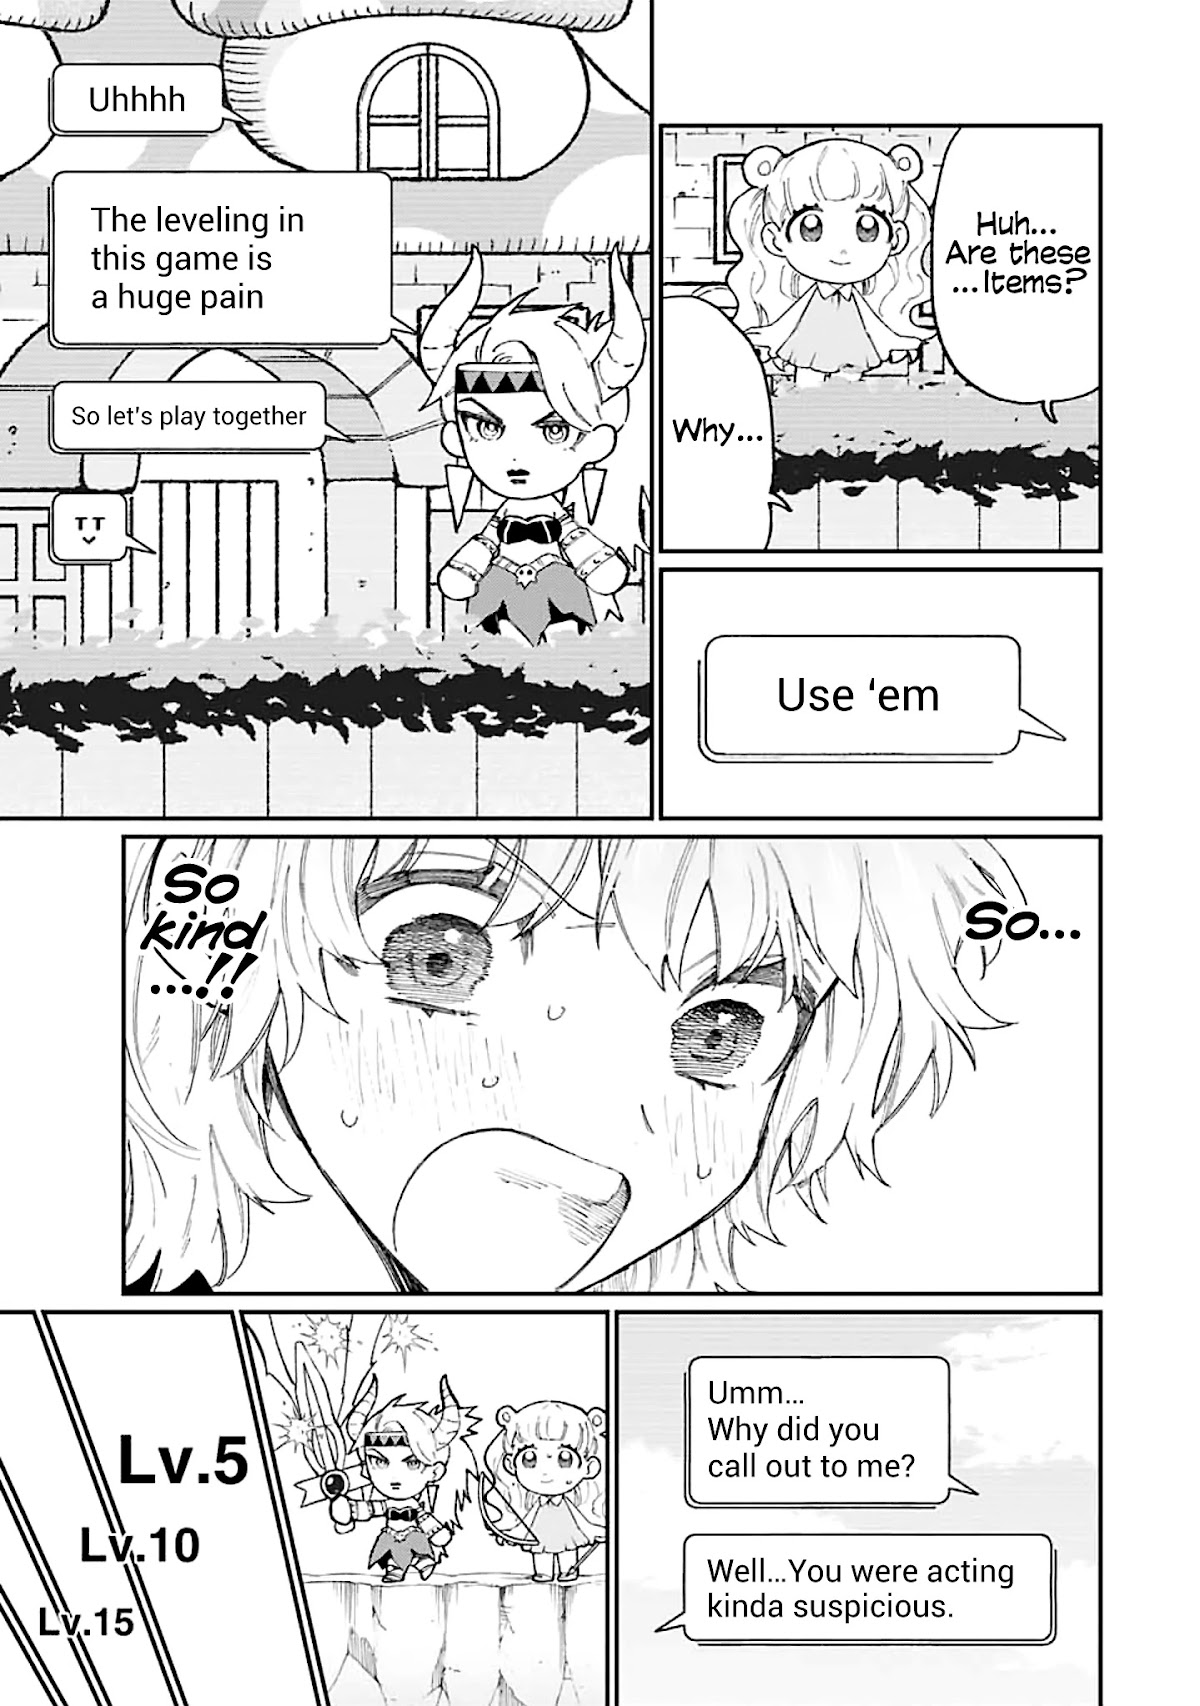 Huh...
Are these
...Items?
Why...
Use ‘em
Uhhhh
The leveling in
this game is
a huge pain
So let's play together
TT
So...
So
kind
...!!
Umm...
Why did you
call out to me?
Well...You were acting
kinda suspicious.
Lv.5
Lv.10
Lv.15